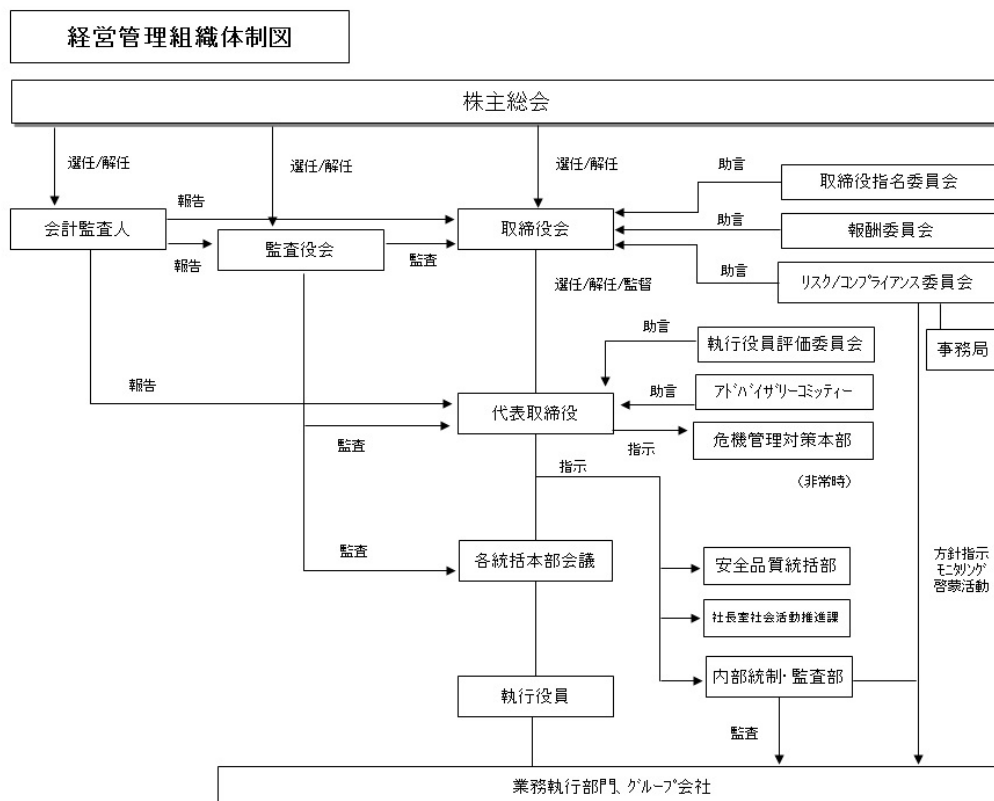 経営管理組織体制図
株主総会
選任/解任
選任/解任
選任/解任
助言
取締役指名委員会
報告
会計監査人
取締役会
助言
報酬委員会
報告
監査役会
監査
選任/解任/監督
助言
リスク/コンプライアンス委員会
助言
執行役員評価委員会
事務局
報告
助言
アドバイザリーコミッティー
代表取締役
監査
指示
危機管理対策本部
指示
(非常時)
監査
各統括本部会議
安全品質統括部
方針指示
モニタリング
啓蒙活動
社長室社会活動推進課
内部統制・監査部
執行役員
監査
業務執行部門、グループ会社